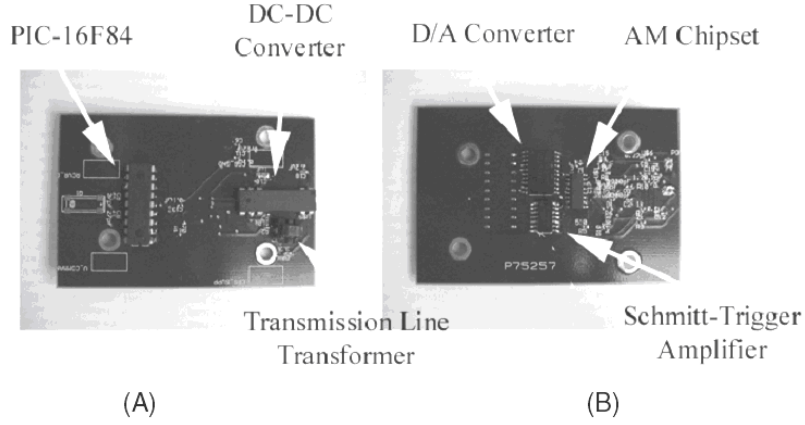 PIC-16F84
DC-DC
Converter
D/A Converter
AM Chipset
P75257
Transmission Line
Transformer
Schmitt-Trigger
Amplifier
(A)
(B)